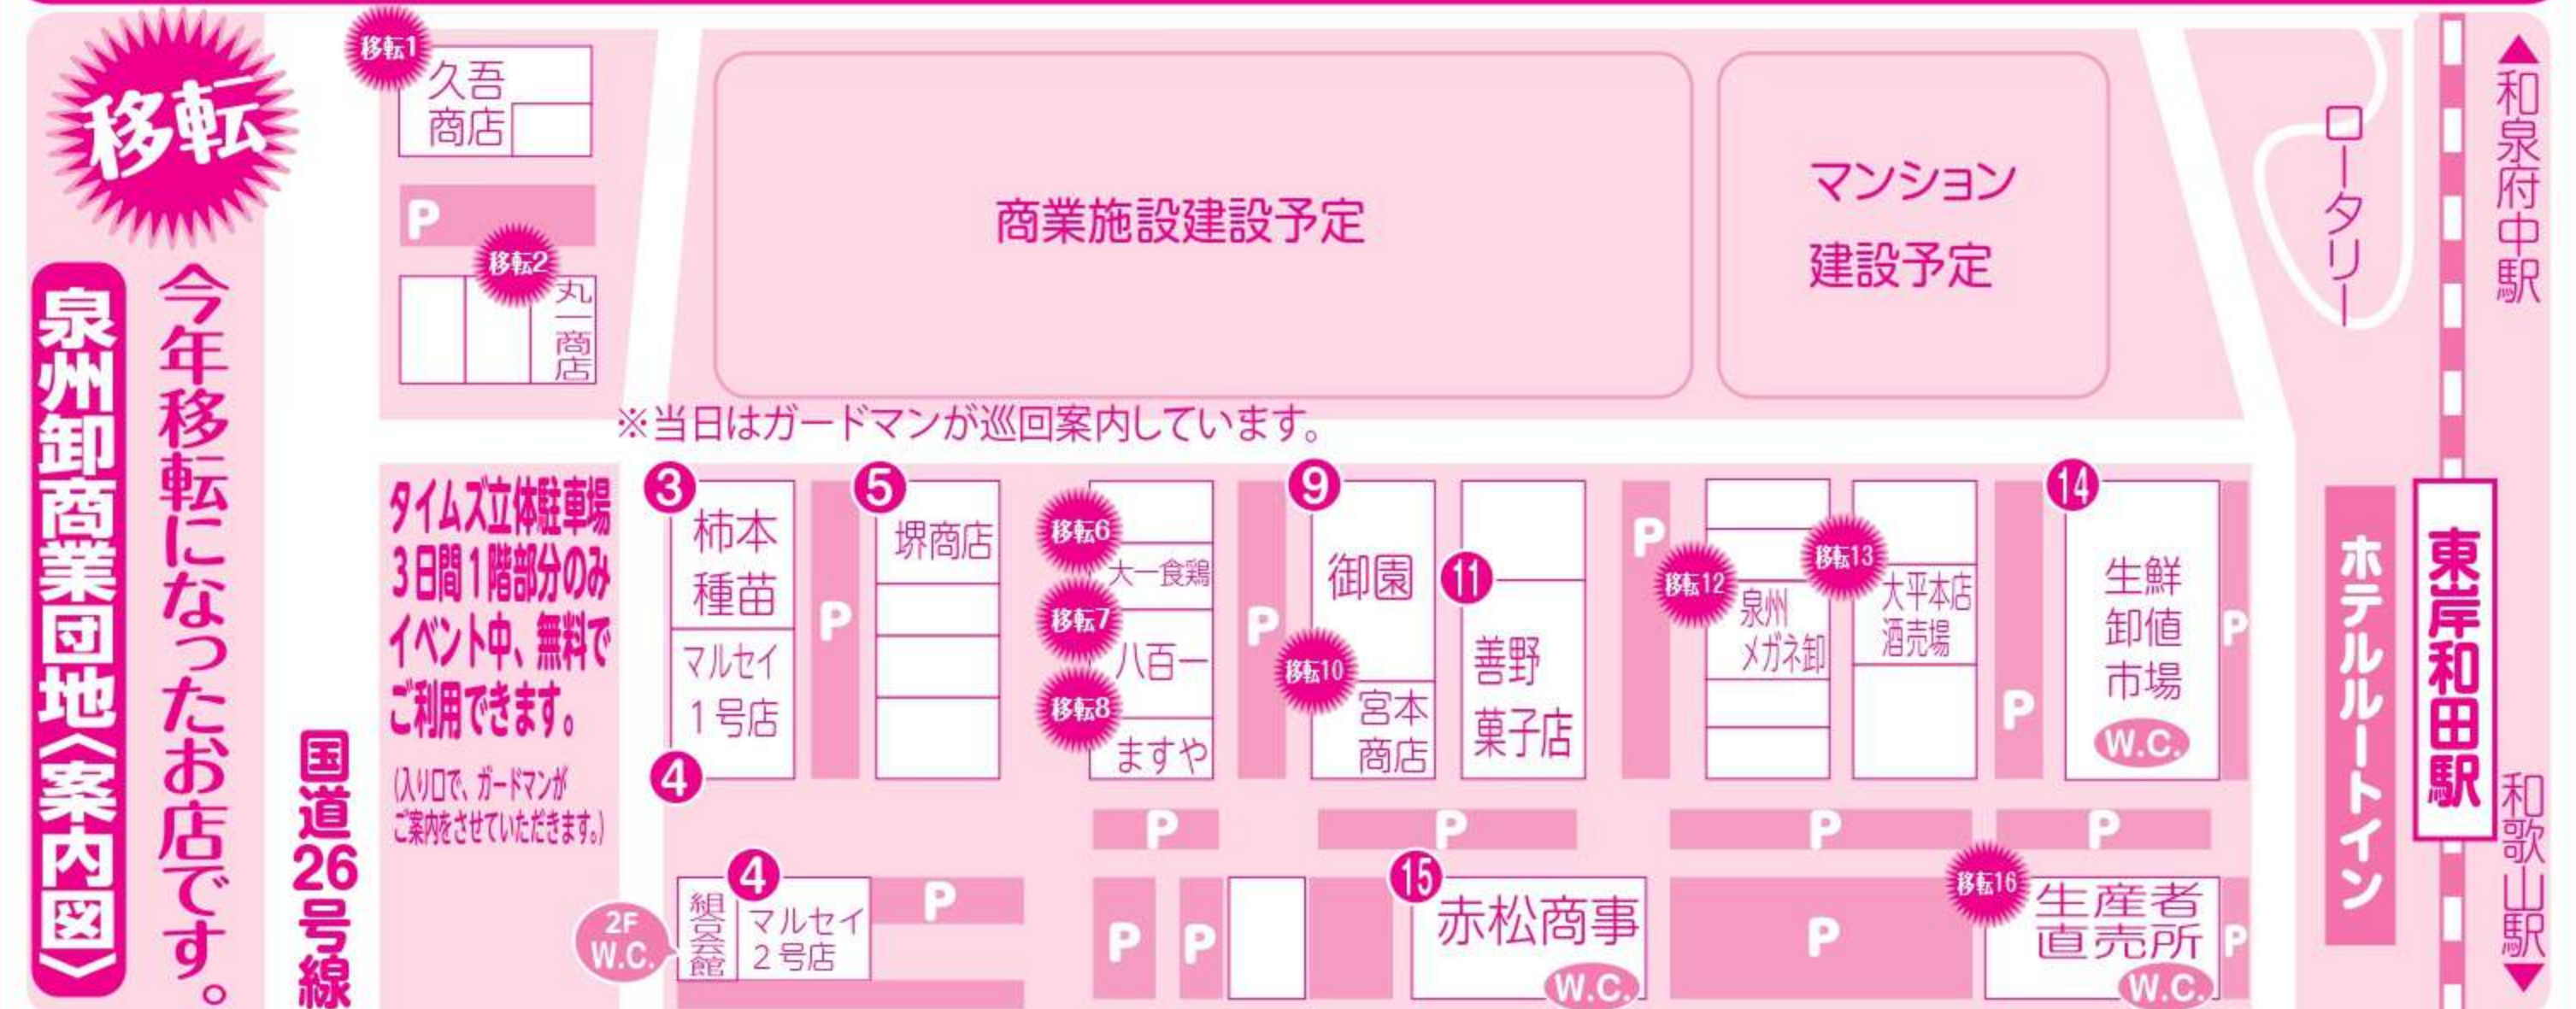 移転
今年移転になったお店です。
泉州卸商業団地〈案内図〉
国道26号線
移転1
久吾
商店
P
移転2
丸一商店
商業施設建設予定
マンション
建設予定
ロータリー
▲和泉府中駅
※当日はガードマンが巡回案内しています。
タイムズ立体駐車場
3日間1階部分のみ
イベント中、無料で
ご利用できます。
(入り口で、ガードマンが
ご案内をさせていただきます。)
3
柿本
種苗
マルセイ
1号店
4
P
5
堺商店
移転6
大一食鶏
移転7
八百一
移転8
ますや
P
9
御園
移転10
宮本
商店
11
善野
菓子店
P
移転12
泉州
メガネ卸
移転13
大平本店
酒売場
P
14
生鮮
卸値
市場
W.C.
P
ホテルルートイン
東岸和田駅
和歌山駅▼
P
P
P
P
2F
W.C.
組合会館
4
マルセイ
2号店
P
P
P
15
赤松商事
W.C.
P
移転16
生産者
直売所
W.C.
P